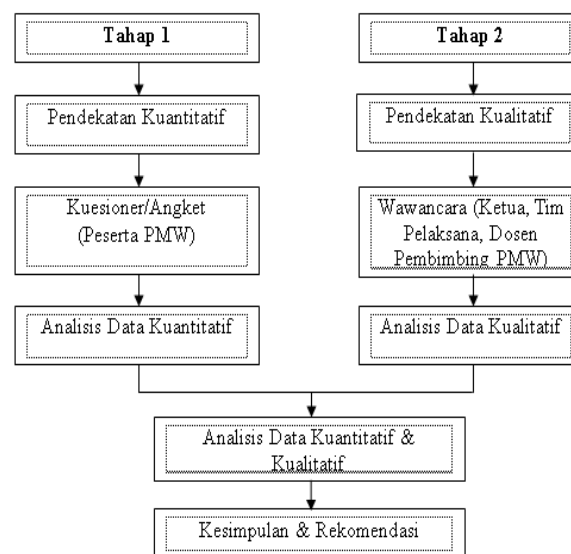 Tahap 1
Tahap 2
Pendekatan Kuantitatif
Pendekatan Kualitatif
Kuesioner/Angket
(Peserta PMW)
Wawancara (Ketua, Tim
Pelaksana, Dosen
Pembimbing PMW)
Analisis Data Kuantitatif
Analisis Data Kualitatif
Analisis Data Kuantitatif &
Kualitatif
Kesimpulan & Rekomendasi